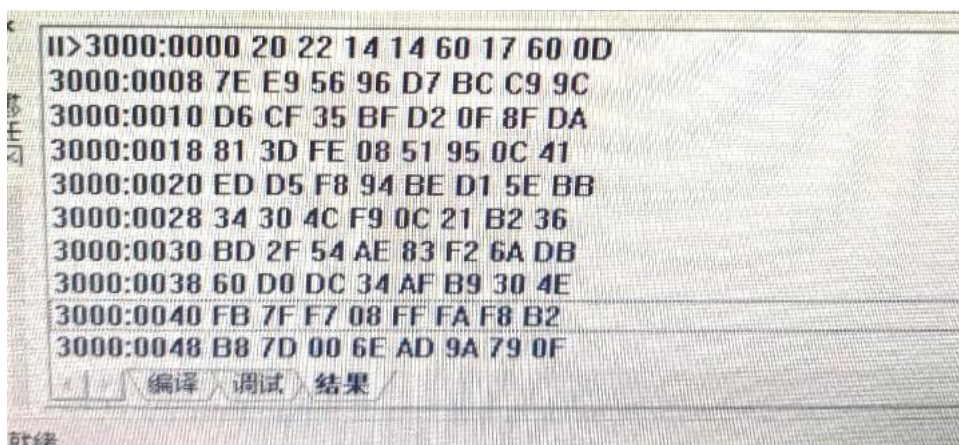 II>3000:0000 20 22 14 14 60 17 60 0D
3000:0008 7E E9 56 96 D7 BC C9 9C
3000:0010 D6 CF 35 BF D2 0F 8F DA
3000:0018 81 3D FE 08 51 95 0C 41
3000:0020 ED D5 F8 94 BE D1 5E BB
3000:0028 34 30 4C F9 0C 21 B2 36
3000:0030 BD 2F 54 AE 83 F2 6A DB
3000:0038 60 D0 DC 34 AF B9 30 4E
3000:0040 FB 7F F7 08 FF FA F8 B2
3000:0048 B8 7D 00 6E AD 9A 79 0F
编译 调试 结果
就绪